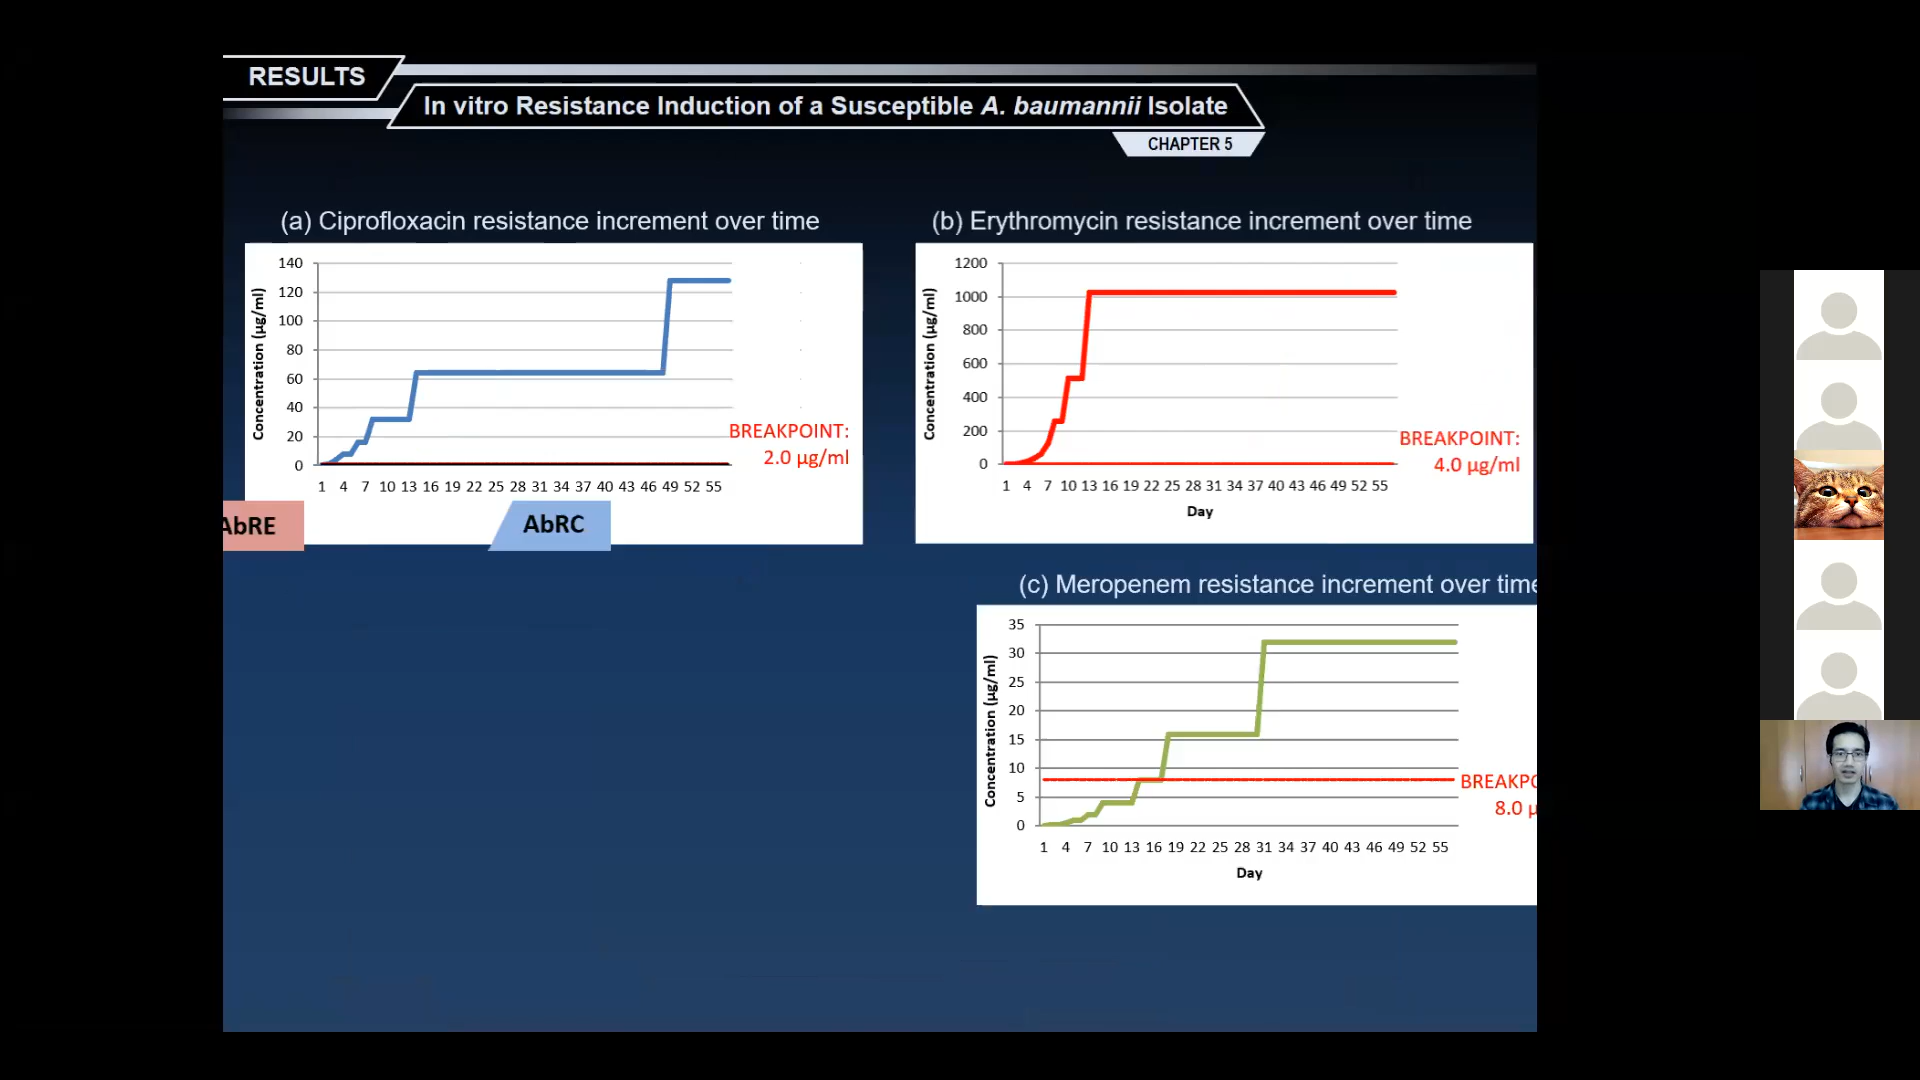 RESULTS
In vitro Resistance Induction of a Susceptible A. baumannii Isolate
CHAPTER 5
(a) Ciprofloxacin resistance increment over time
140
120
100
80
60
40
20
0
Concentration (µg/ml)
1 4 7 10 13 16 19 22 25 28 31 34 37 40 43 46 49 52 55
BREAKPOINT:
2.0 µg/ml
AbRE
AbRC
(b) Erythromycin resistance increment over time
1200
1000
800
600
400
200
0
Concentration (µg/ml)
1 4 7 10 13 16 19 22 25 28 31 34 37 40 43 46 49 52 55
Day
BREAKPOINT:
4.0 µg/ml
(c) Meropenem resistance increment over time
35
30
25
20
15
10
5
0
Concentration (µg/ml)
1 4 7 10 13 16 19 22 25 28 31 34 37 40 43 46 49 52 55
Day
BREAKPO
8.0 µ